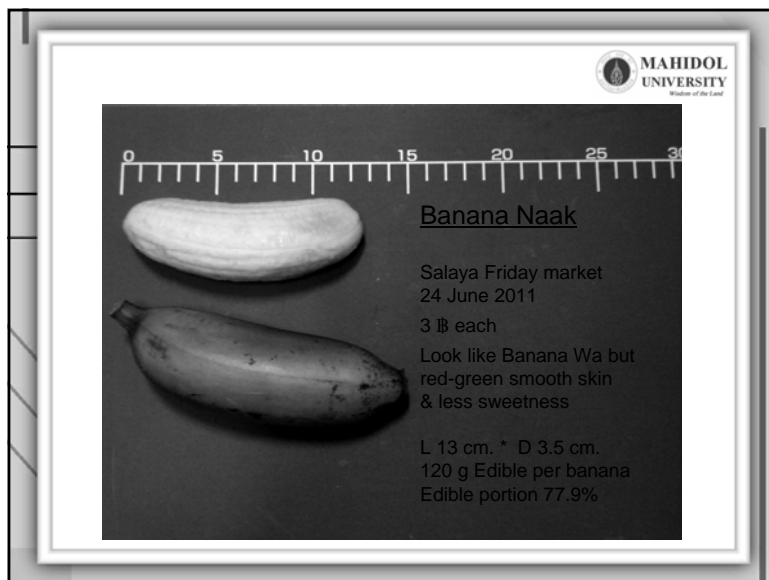 MAHIDOL
UNIVERSITY
Wisdom of the Land
0 5 10 15 20 25 30
Banana Naak
Salaya Friday market
24 June 2011
3 ฿ each
Look like Banana Wa but
red-green smooth skin
& less sweetness
L 13 cm. * D 3.5 cm.
120 g Edible per banana
Edible portion 77.9%